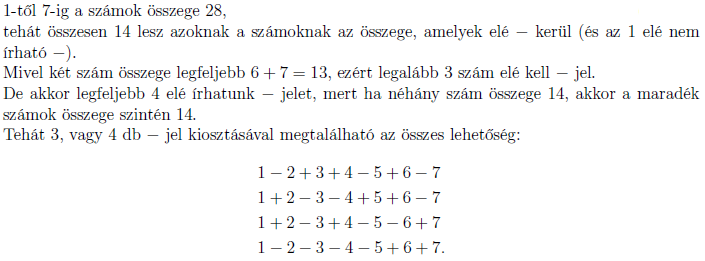 1-től 7-ig a számok összege 28,
tehát összesen 14 lesz azoknak a számoknak az összege, amelyek elé − kerül (és az 1 elé nem
írható −).
Mivel két szám összege legfeljebb 6 + 7 = 13, ezért legalább 3 szám elé kell − jel.
De akkor legfeljebb 4 elé írhatunk − jelet, mert ha néhány szám összege 14, akkor a maradék
számok összege szintén 14.
Tehát 3, vagy 4 db − jel kiosztásával megtalálható az összes lehetőség:
1 − 2 + 3 + 4 − 5 + 6 − 7
1 + 2 − 3 − 4 + 5 + 6 − 7
1 + 2 − 3 + 4 − 5 − 6 + 7
1 − 2 − 3 − 4 − 5 + 6 + 7.